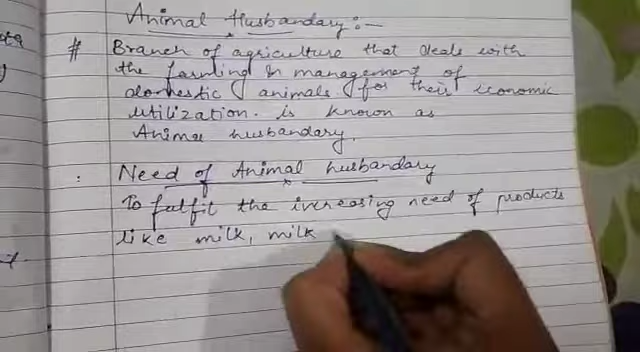 Animal Husbandary:-
# Branch of agriculture that deals with
the farming & management of
domestic animals for their economic
utilization. is known as
Animal husbandary.
Need of Animal husbandary
To fulfil the increasing need of products
like milk, milk